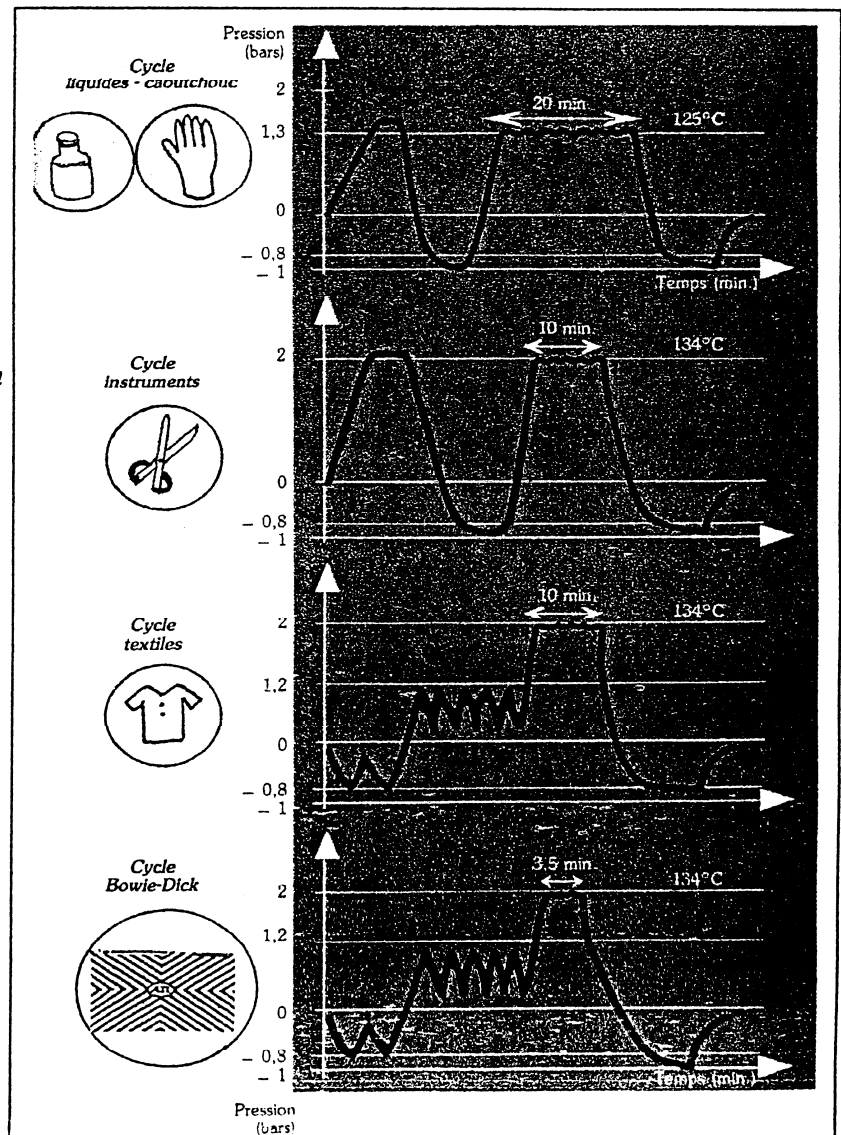 Pression
(bars)
Cycle
liquides - caoutchouc
2
1,3
0
– 0,8
– 1
20 min
125°C
Temps (min.)
Cycle
instruments
2
0
– 0,8
– 1
10 min
134°C
Cycle
textiles
2
1,2
0
– 0,8
– 1
10 min
134°C
Cycle
Bowie-Dick
2
1,2
0
– 0,8
– 1
3,5 min
134°C
Temps (min.)
Pression
(bars)